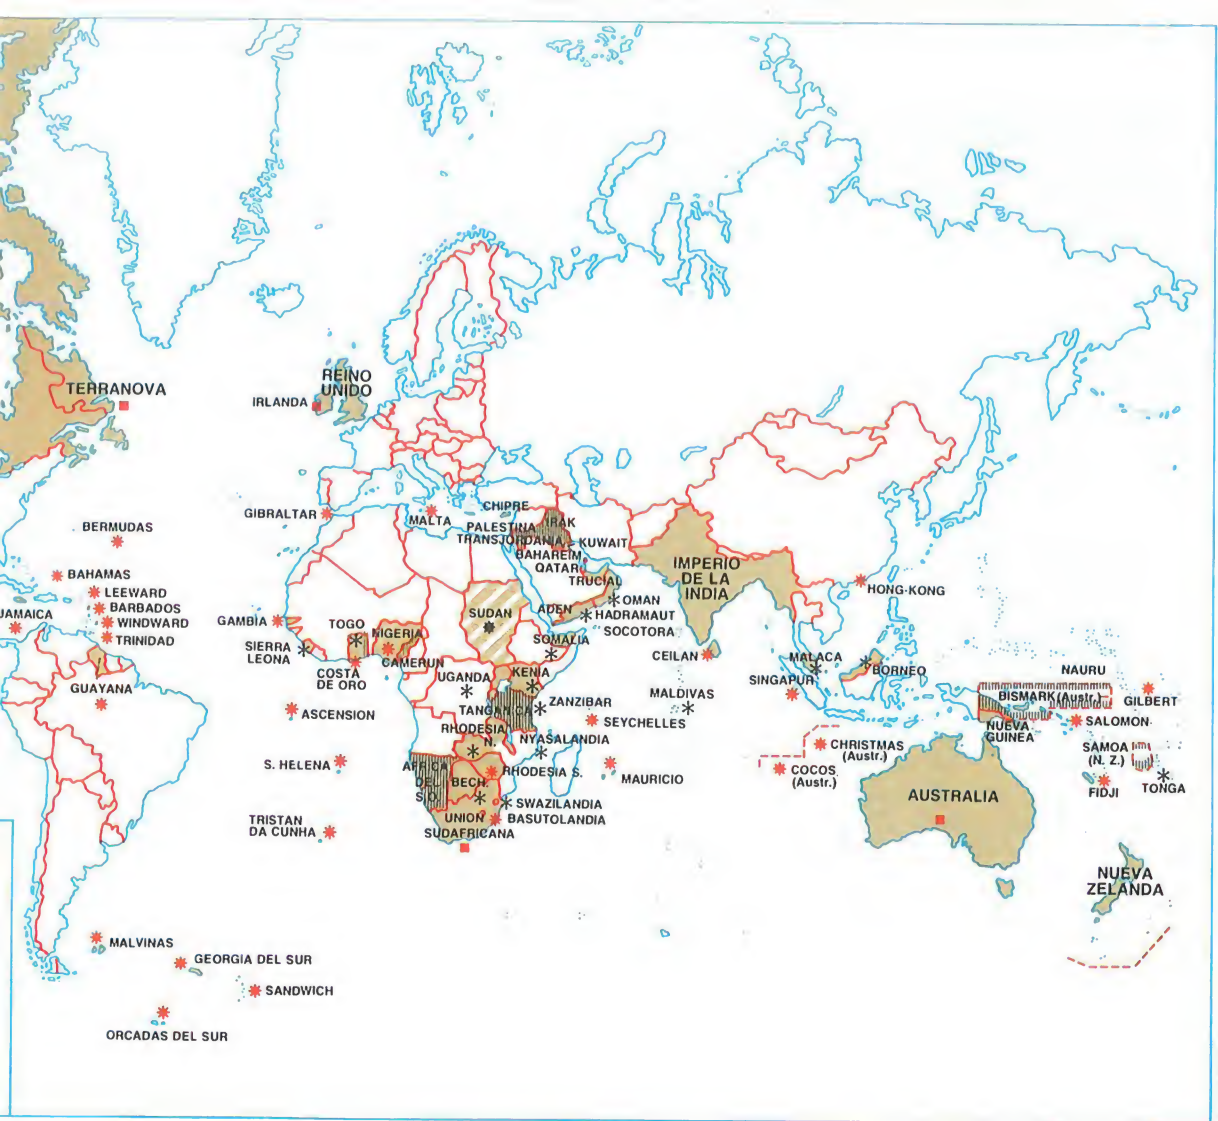 TERRANOVA
IRLANDA
REINO
UNIDO
BERMUDAS
GIBRALTAR
MALTA
CHIPRE
PALESTINA
IRAK
TRANSJORDANIA
KUWAIT
BAHAREIM
QATAR
TRUCIAL
IMPERIO
DE LA
INDIA
HONG-KONG
BAHAMAS
LEEWARD
BARBADOS
WINDWARD
TRINIDAD
JAMAICA
GUAYANA
GAMBIA
SIERRA
LEONA
TOGO
NIGERIA
COSTA
DE ORO
CAMERUN
SUDAN
ADEN
OMAN
HADRAMAUT
SOCOTORA
SOMALIA
UGANDA
KENIA
CEILAN
MALACA
SINGAPUR
BORNEO
MALDIVAS
NAURU
BISMARK (Austr.)
GILBERT
NUEVA
GUINEA
SALOMON
ASCENSION
TANGANICA
ZANZIBAR
SEYCHELLES
RHODESIA
N.
NYASALANDIA
S. HELENA
AFRICA
DEL
S.O.
BECH.
RHODESIA S.
MAURICIO
CHRISTMAS
(Austr.)
COCOS
(Austr.)
SAMOA
(N. Z.)
FIDJI
TONGA
SWAZILANDIA
BASUTOLANDIA
UNION
SUDAFRICANA
TRISTAN
DA CUNHA
AUSTRALIA
NUEVA
ZELANDA
MALVINAS
GEORGIA DEL SUR
SANDWICH
ORCADAS DEL SUR